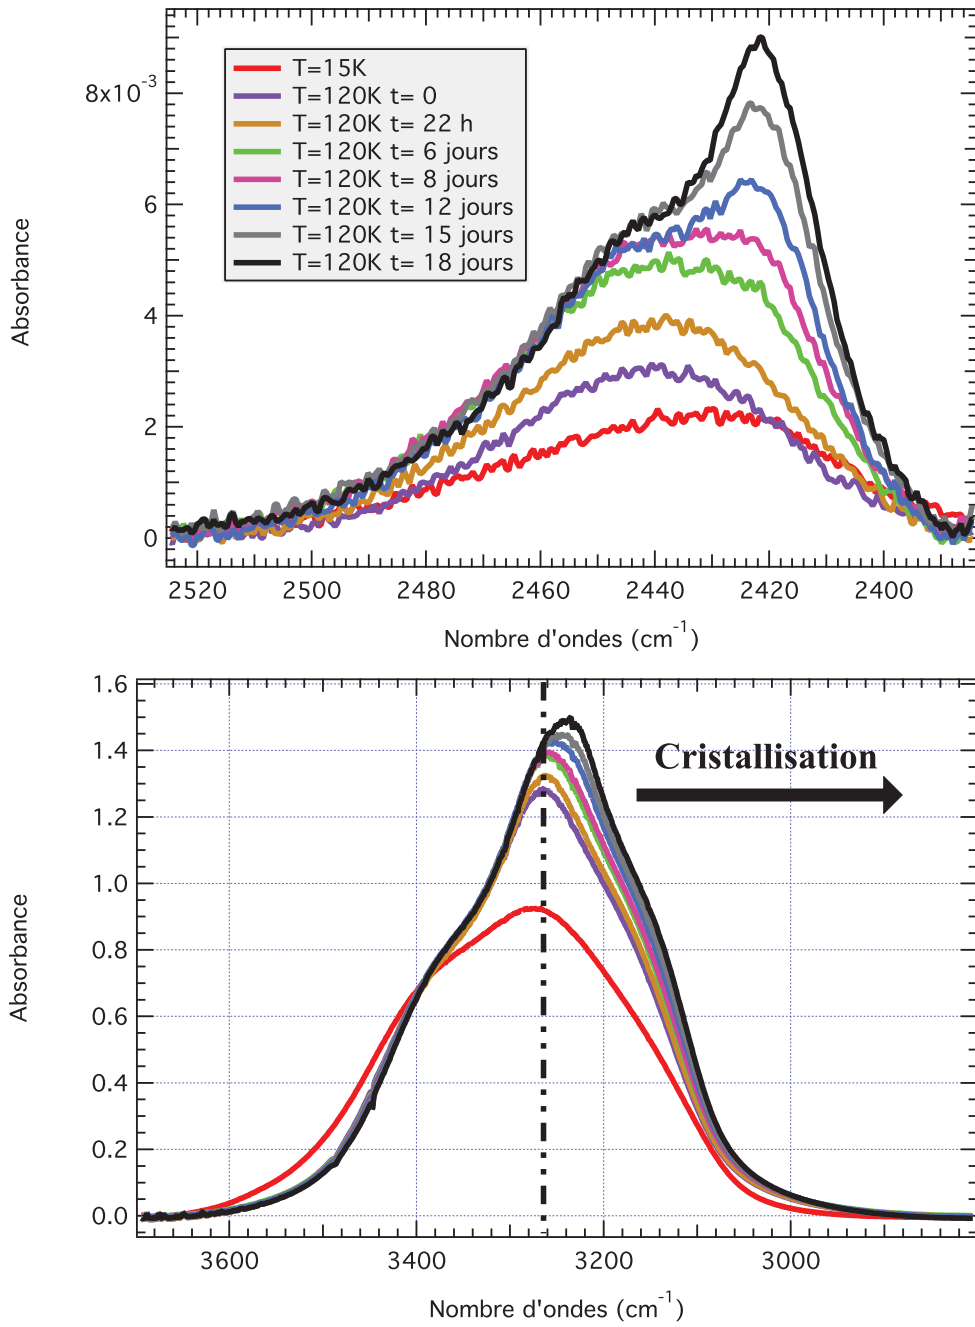 8x10-3
6
4
2
0
Absorbance
T=15K
T=120K t= 0
T=120K t= 22 h
T=120K t= 6 jours
T=120K t= 8 jours
T=120K t= 12 jours
T=120K t= 15 jours
T=120K t= 18 jours
2520 2500 2480 2460 2440 2420 2400
Nombre d'ondes (cm-1)
1.6
1.4
1.2
1.0
0.8
0.6
0.4
0.2
0.0
Absorbance
Cristallisation
3600 3400 3200 3000
Nombre d'ondes (cm-1)